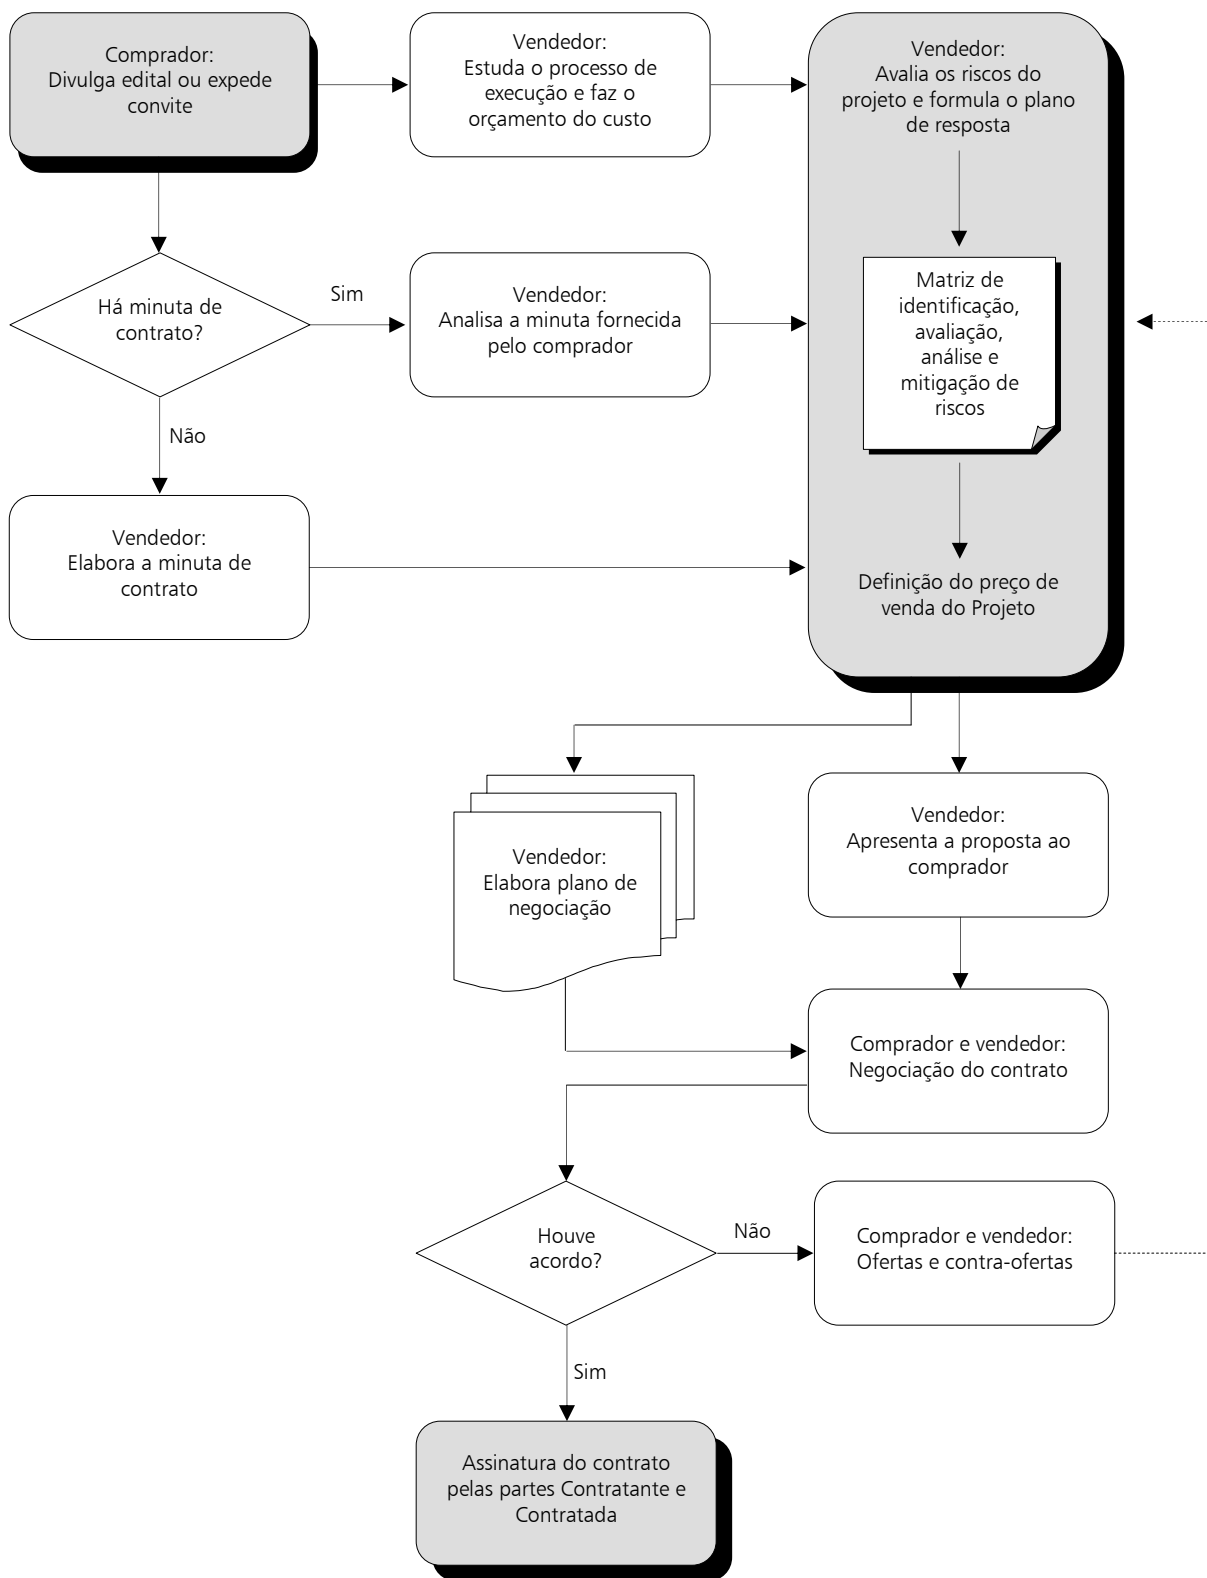 Comprador:
Divulga edital ou expede
convite
Vendedor:
Estuda o processo de
execução e faz o
orçamento do custo
Vendedor:
Avalia os riscos do
projeto e formula o plano
de resposta
Há minuta de
contrato?
Sim
Vendedor:
Analisa a minuta fornecida
pelo comprador
Matriz de
identificação,
avaliação,
análise e
mitigação de
riscos
Não
Vendedor:
Elabora a minuta de
contrato
Definição do preço de
venda do Projeto
Vendedor:
Elabora plano de
negociação
Vendedor:
Apresenta a proposta ao
comprador
Comprador e vendedor:
Negociação do contrato
Houve
acordo?
Não
Comprador e vendedor:
Ofertas e contra-ofertas
Sim
Assinatura do contrato
pelas partes Contratante e
Contratada